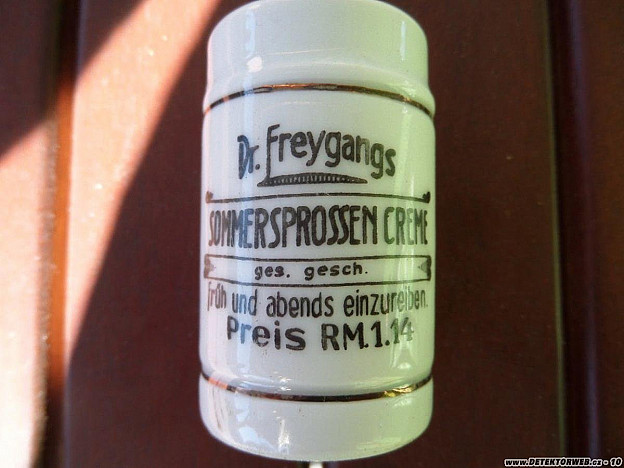 Dr. Freygangs
SOMMERSPROSSEN CREME
ges. gesch.
früh und abends einzureiben.
Preis RM.1.14
www.DETEKTORWEB.cz - 10